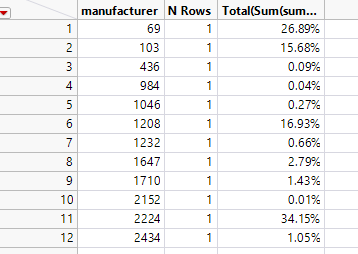 manufacturer N Rows Total(Sum(sum...
1 69 1 26.89%
2 103 1 15.68%
3 436 1 0.09%
4 984 1 0.04%
5 1046 1 0.27%
6 1208 1 16.93%
7 1232 1 0.66%
8 1647 1 2.79%
9 1710 1 1.43%
10 2152 1 0.01%
11 2224 1 34.15%
12 2434 1 1.05%